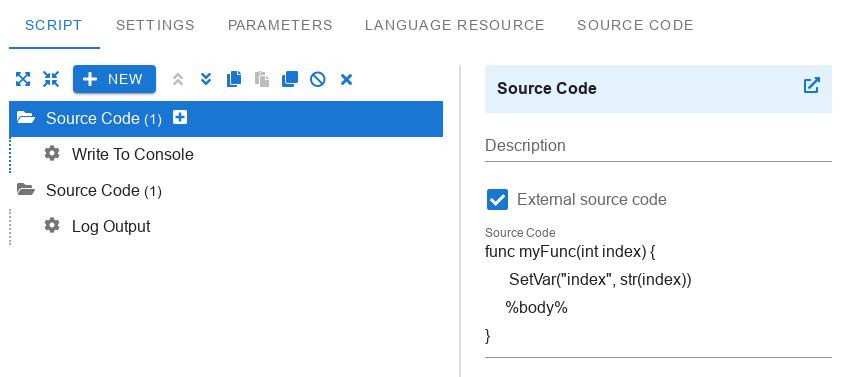 SCRIPT SETTINGS PARAMETERS LANGUAGE RESOURCE SOURCE CODE
NEW
Source Code (1)
Write To Console
Source Code (1)
Log Output
Source Code
Description
External source code
Source Code
func myFunc(int index) {
SetVar("index", str(index))
%body%
}